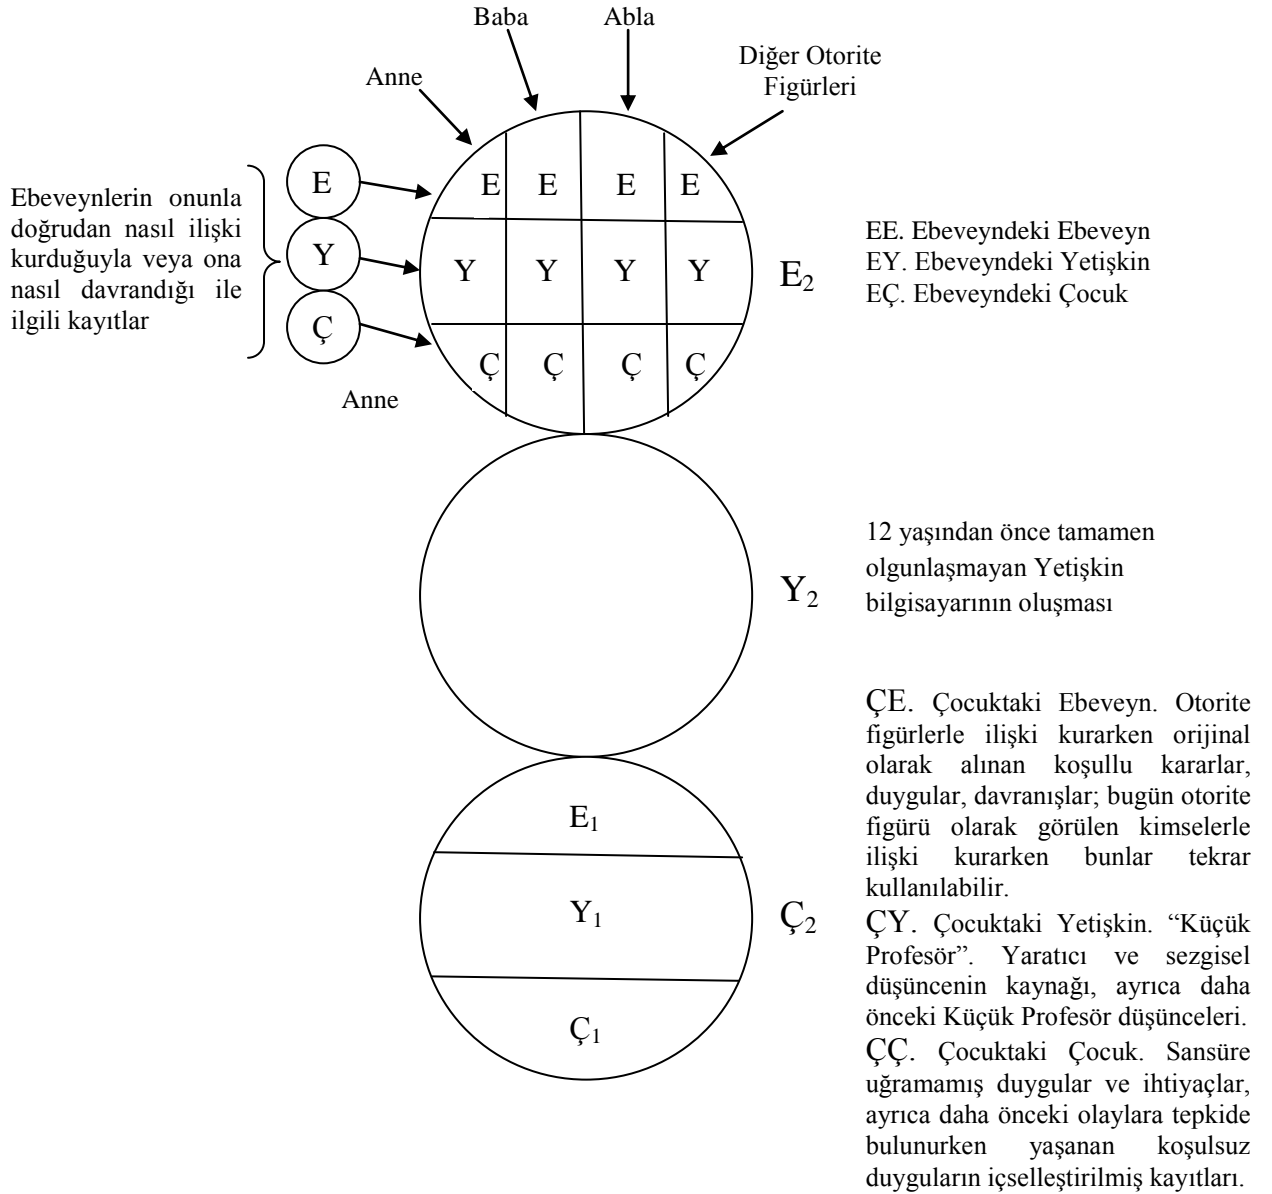 Baba
Abla
Anne
Diğer Otorite
Figürleri
Ebeveynlerin onunla
doğrudan nasıl ilişki
kurduğuyla veya ona
nasıl davrandığı ile
ilgili kayıtlar
E
Y
Ç
Anne
E E E E
Y Y Y Y
Ç Ç Ç Ç
E2
EE. Ebeveyndeki Ebeveyn
EY. Ebeveyndeki Yetişkin
EÇ. Ebeveyndeki Çocuk
Y2
12 yaşından önce tamamen
olgunlaşmayan Yetişkin
bilgisayarının oluşması
E1
Y1
Ç1
Ç2
ÇE. Çocuktaki Ebeveyn. Otorite
figürlerle ilişki kurarken orijinal
olarak alınan koşullu kararlar,
duygular, davranışlar; bugün otorite
figürü olarak görülen kimselerle
ilişki kurarken bunlar tekrar
kullanılabilir.
ÇY. Çocuktaki Yetişkin. “Küçük
Profesör”. Yaratıcı ve sezgisel
düşüncenin kaynağı, ayrıca daha
önceki Küçük Profesör düşünceleri.
ÇÇ. Çocuktaki Çocuk. Sansüre
uğramamış duygular ve ihtiyaçlar,
ayrıca daha önceki olaylara tepkide
bulunurken yaşanan koşulsuz
duyguların içselleştirilmiş kayıtları.